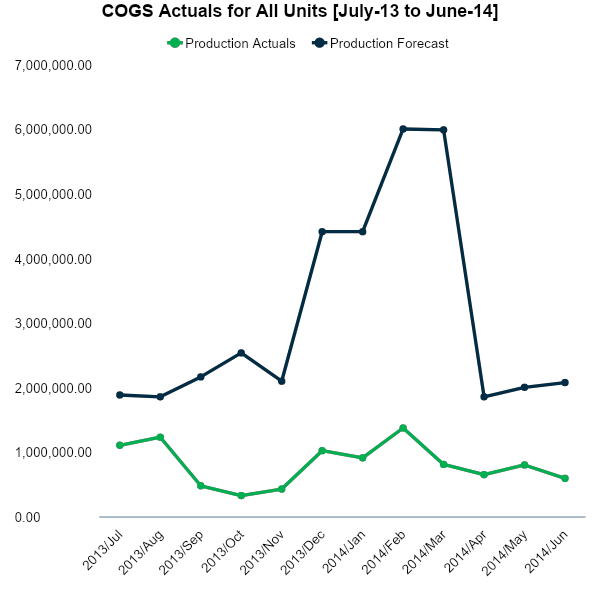 COGS Actuals for All Units [July-13 to June-14]
Production Actuals Production Forecast
7,000,000.00
6,000,000.00
5,000,000.00
4,000,000.00
3,000,000.00
2,000,000.00
1,000,000.00
0.00
2013/Jul
2013/Aug
2013/Sep
2013/Oct
2013/Nov
2013/Dec
2014/Jan
2014/Feb
2014/Mar
2014/Apr
2014/May
2014/Jun